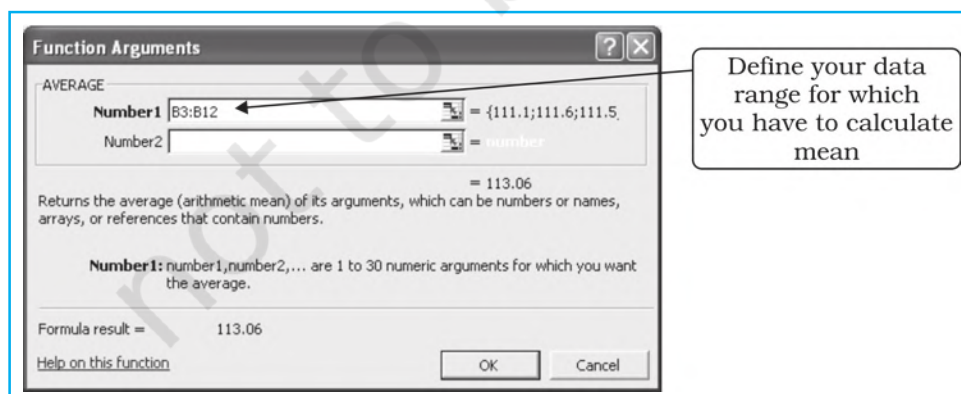 Function Arguments
AVERAGE
Number1 B3:B12 = {111.1;111.6;111.5
Number2 = number
= 113.06
Returns the average (arithmetic mean) of its arguments, which can be numbers or names,
arrays, or references that contain numbers.
Number1: number1,number2,... are 1 to 30 numeric arguments for which you want
the average.
Formula result = 113.06
Help on this function
OK Cancel
Define your data
range for which
you have to calculate
mean
not to